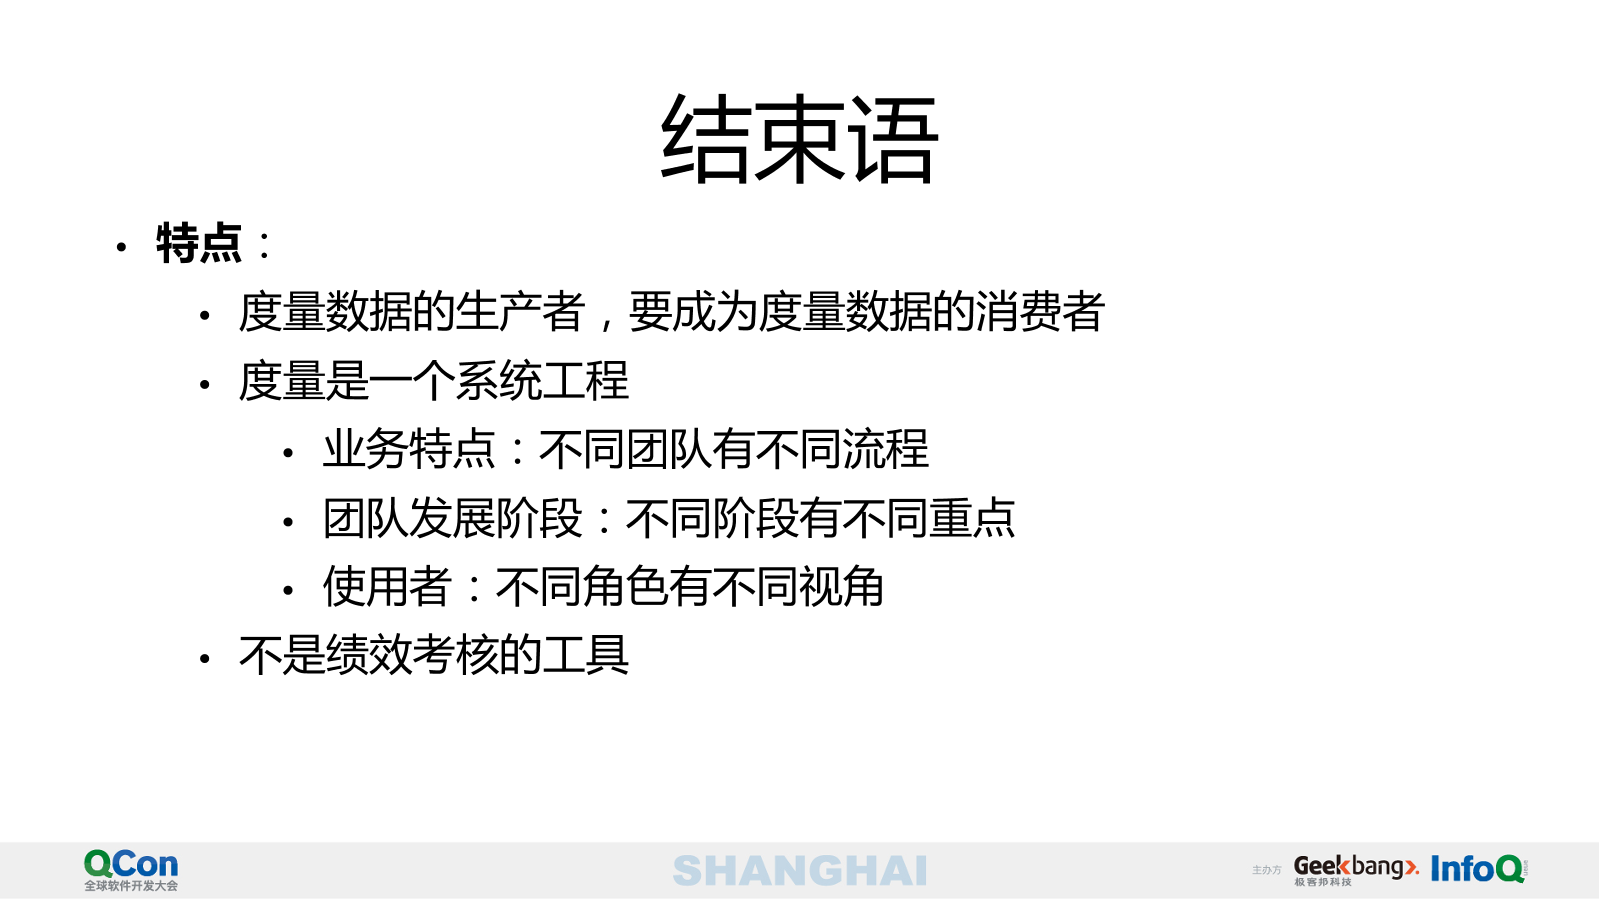 结束语
• 特点：
• 度量数据的生产者，要成为度量数据的消费者
• 度量是一个系统工程
• 业务特点：不同团队有不同流程
• 团队发展阶段：不同阶段有不同重点
• 使用者：不同角色有不同视角
• 不是绩效考核的工具
QCon
全球软件开发大会
SHANGHAI
主办方
Geekbang>.
极客邦科技
InfoQ